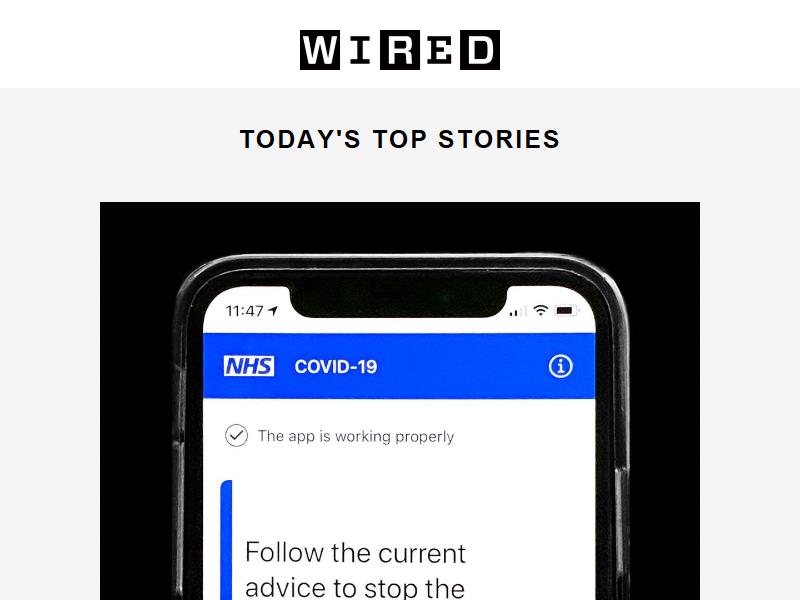 WIRED
TODAY'S TOP STORIES
11:47
NHS COVID-19
The app is working properly
Follow the current
advice to stop the